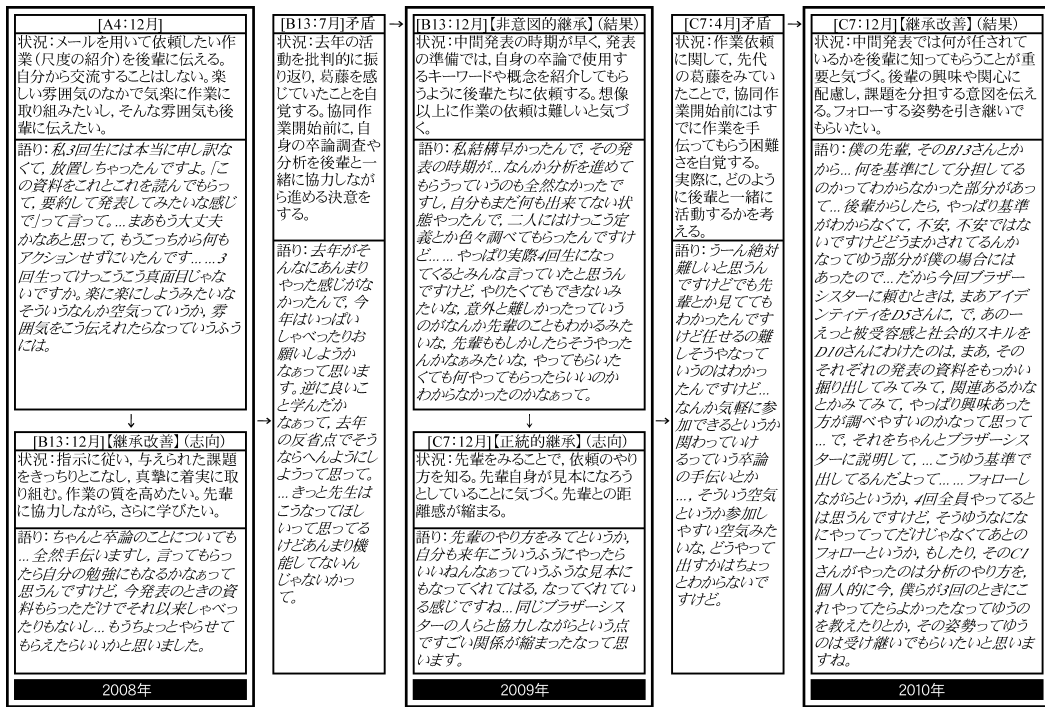 [A4:12月]
状況：メールを用いて依頼したい作
業（尺度の紹介）を後輩に伝える。
自分から交流することはしない。楽
しい雰囲気のなかで気楽に作業に
取り組みたいし，そんな雰囲気も後
輩に伝えたい。
語り：私3回生には本当に申し訳な
くて，放置しちゃったんですよ。「こ
の資料をこれとこれを読んでもらっ
て，要約して発表してみたいな感じ
で」って言って。…まあもう大丈夫
かなあと思って，もうこっちから何も
アクションせずにいたんです……3
回生ってけっこうこう真面目じゃな
いですか。楽に楽にしようみたいな
そういうなんか空気っていうか，雰
囲気をこう伝えれたらなっていうふう
には。
↓
[B13:12月]【継承改善】（志向）
状況：指示に従い，与えられた課題
をきっちりとこなし，真摯に着実に取
り組む。作業の質を高めたい。先輩
に協力しながら，さらに学びたい。
語り：ちゃんと卒論のことについても
…全然手伝いますし，言ってもらっ
たら自分の勉強にもなるかなぁって
思うんですけど，今発表のときの資
料もらっただけでそれ以来しゃべっ
たりもないし…もうちょっとやらせて
もらえたらいいかと思いました。
2008年
→
[B13:7月]矛盾
状況：去年の活
動を批判的に振
り返り，葛藤を感
じていたことを自
覚する。協同作
業開始前に，自
身の卒論調査や
分析を後輩と一
緒に協力しなが
ら進める決意を
する。
語り：去年がそ
んなにあんまり
やった感じがな
かったんで，今
年はいっぱい
しゃべったりお
願いしようか
なぁって思いま
す。逆に良いこ
と学んだか
なぁって，去年
の反省点でそう
ならへんようにし
ようって思って。
…きっと先生は
こうなってほし
いって思ってる
けどあんまり機
能してないん
じゃないかっ
て。
→
[B13:12月]【非意図的継承】（結果）
状況：中間発表の時期が早く，発表
の準備では，自身の卒論で使用す
るキーワードや概念を紹介してもら
うように後輩たちに依頼する。想像
以上に作業の依頼は難しいと気づ
く。
語り：私結構早かったんで，その発
表の時期が…なんか分析を進めて
もらうっていうのも全然なかったで
すし，自分もまだ何も出来てない状
態やったんで，二人にはけっこう定
義とか色々調べてもらったんですけ
ど……やっぱり実際4回生になっ
てくるとみんな言っていたと思うん
ですけど，やりたくてもできないみ
たいな，意外と難しかったっていう
のがなんか先輩のこともわかるみた
いな，先輩ももしかしたらそうやった
んかなぁみたいな，やってもらいた
くても何やってもらったらいいのか
わからなかったのかなぁって。
↓
[C7:12月]【正統的継承】（志向）
状況：先輩をみることで，依頼のやり
方を知る。先輩自身が見本になろう
としていることに気づく。先輩との距
離感が縮まる。
語り：先輩のやり方をみてというか，
自分も来年こういうふうにやったら
いいねんなぁっていうふうな見本に
もなってくれてはる，なってくれてい
る感じですね…同じブラザーシス
ターの人らと協力しながらという点
ですごい関係が縮まったなって思
います。
2009年
→
[C7:4月]矛盾
状況：作業依頼
に関して，先代
の葛藤をみてい
たことで，協同作
業開始前にはす
でに作業を手
伝ってもらう困難
さを自覚する。
実際に，どのよう
に後輩と一緒に
活動するかを考
える。
語り：うーん絶対
難しいと思うん
ですけどでも先
輩とか見てても
わかったんです
けど任せるの難
しそうやなって
いうのはわかっ
たんですけど…
なんか気軽に参
加できるというか
関わっていけ
るっていう卒論
の手伝いとか
…，そういう空気
というか参加し
やすい空気みた
いな，どうやって
出すかはちょっ
とわからないで
すけど。
→
[C7:12月]【継承改善】（結果）
状況：中間発表では何が任されて
いるかを後輩に知ってもらうことが重
要と気づく。後輩の興味や関心に
配慮し，課題を分担する意図を伝え
る。フォローする姿勢を引き継いで
もらいたい。
語り：僕の先輩，そのB13さんとか
から…何を基準にして分担してる
のかってわからなかった部分があっ
て…後輩からしたら，やっぱり基準
がわからなくて，不安，不安ではな
いですけどどうまかされてるんか
なってゆう部分が僕の場合には
あったので…だから今回ブラザー
シスターに頼むときは，まあアイデ
ンティティをD5さんに，で，あのー
えっと被受容感と社会的スキルを
D10さんにわけたのは，まあ，その
それぞれの発表の資料をもっかい
掘り出してみてみて，関連あるかな
とかみてみて，やっぱり興味あった
方が調べやすいのかなって思って
…で，それをちゃんとブラザーシス
ターに説明して，…こうゆう基準で
出してるんだよって……フォローし
ながらというか，4回全員やってると
は思うんですけど，そうゆうなにな
にやってってだけじゃなくてあとの
フォローというか，もしたり，そのC1
さんがやったのは分析のやり方を，
個人的に今，僕らが3回のときにこ
れやってたらよかったなってゆうの
を教えたりとか，その姿勢ってゆう
のは受け継いでもらいたいと思いま
すね。
2010年